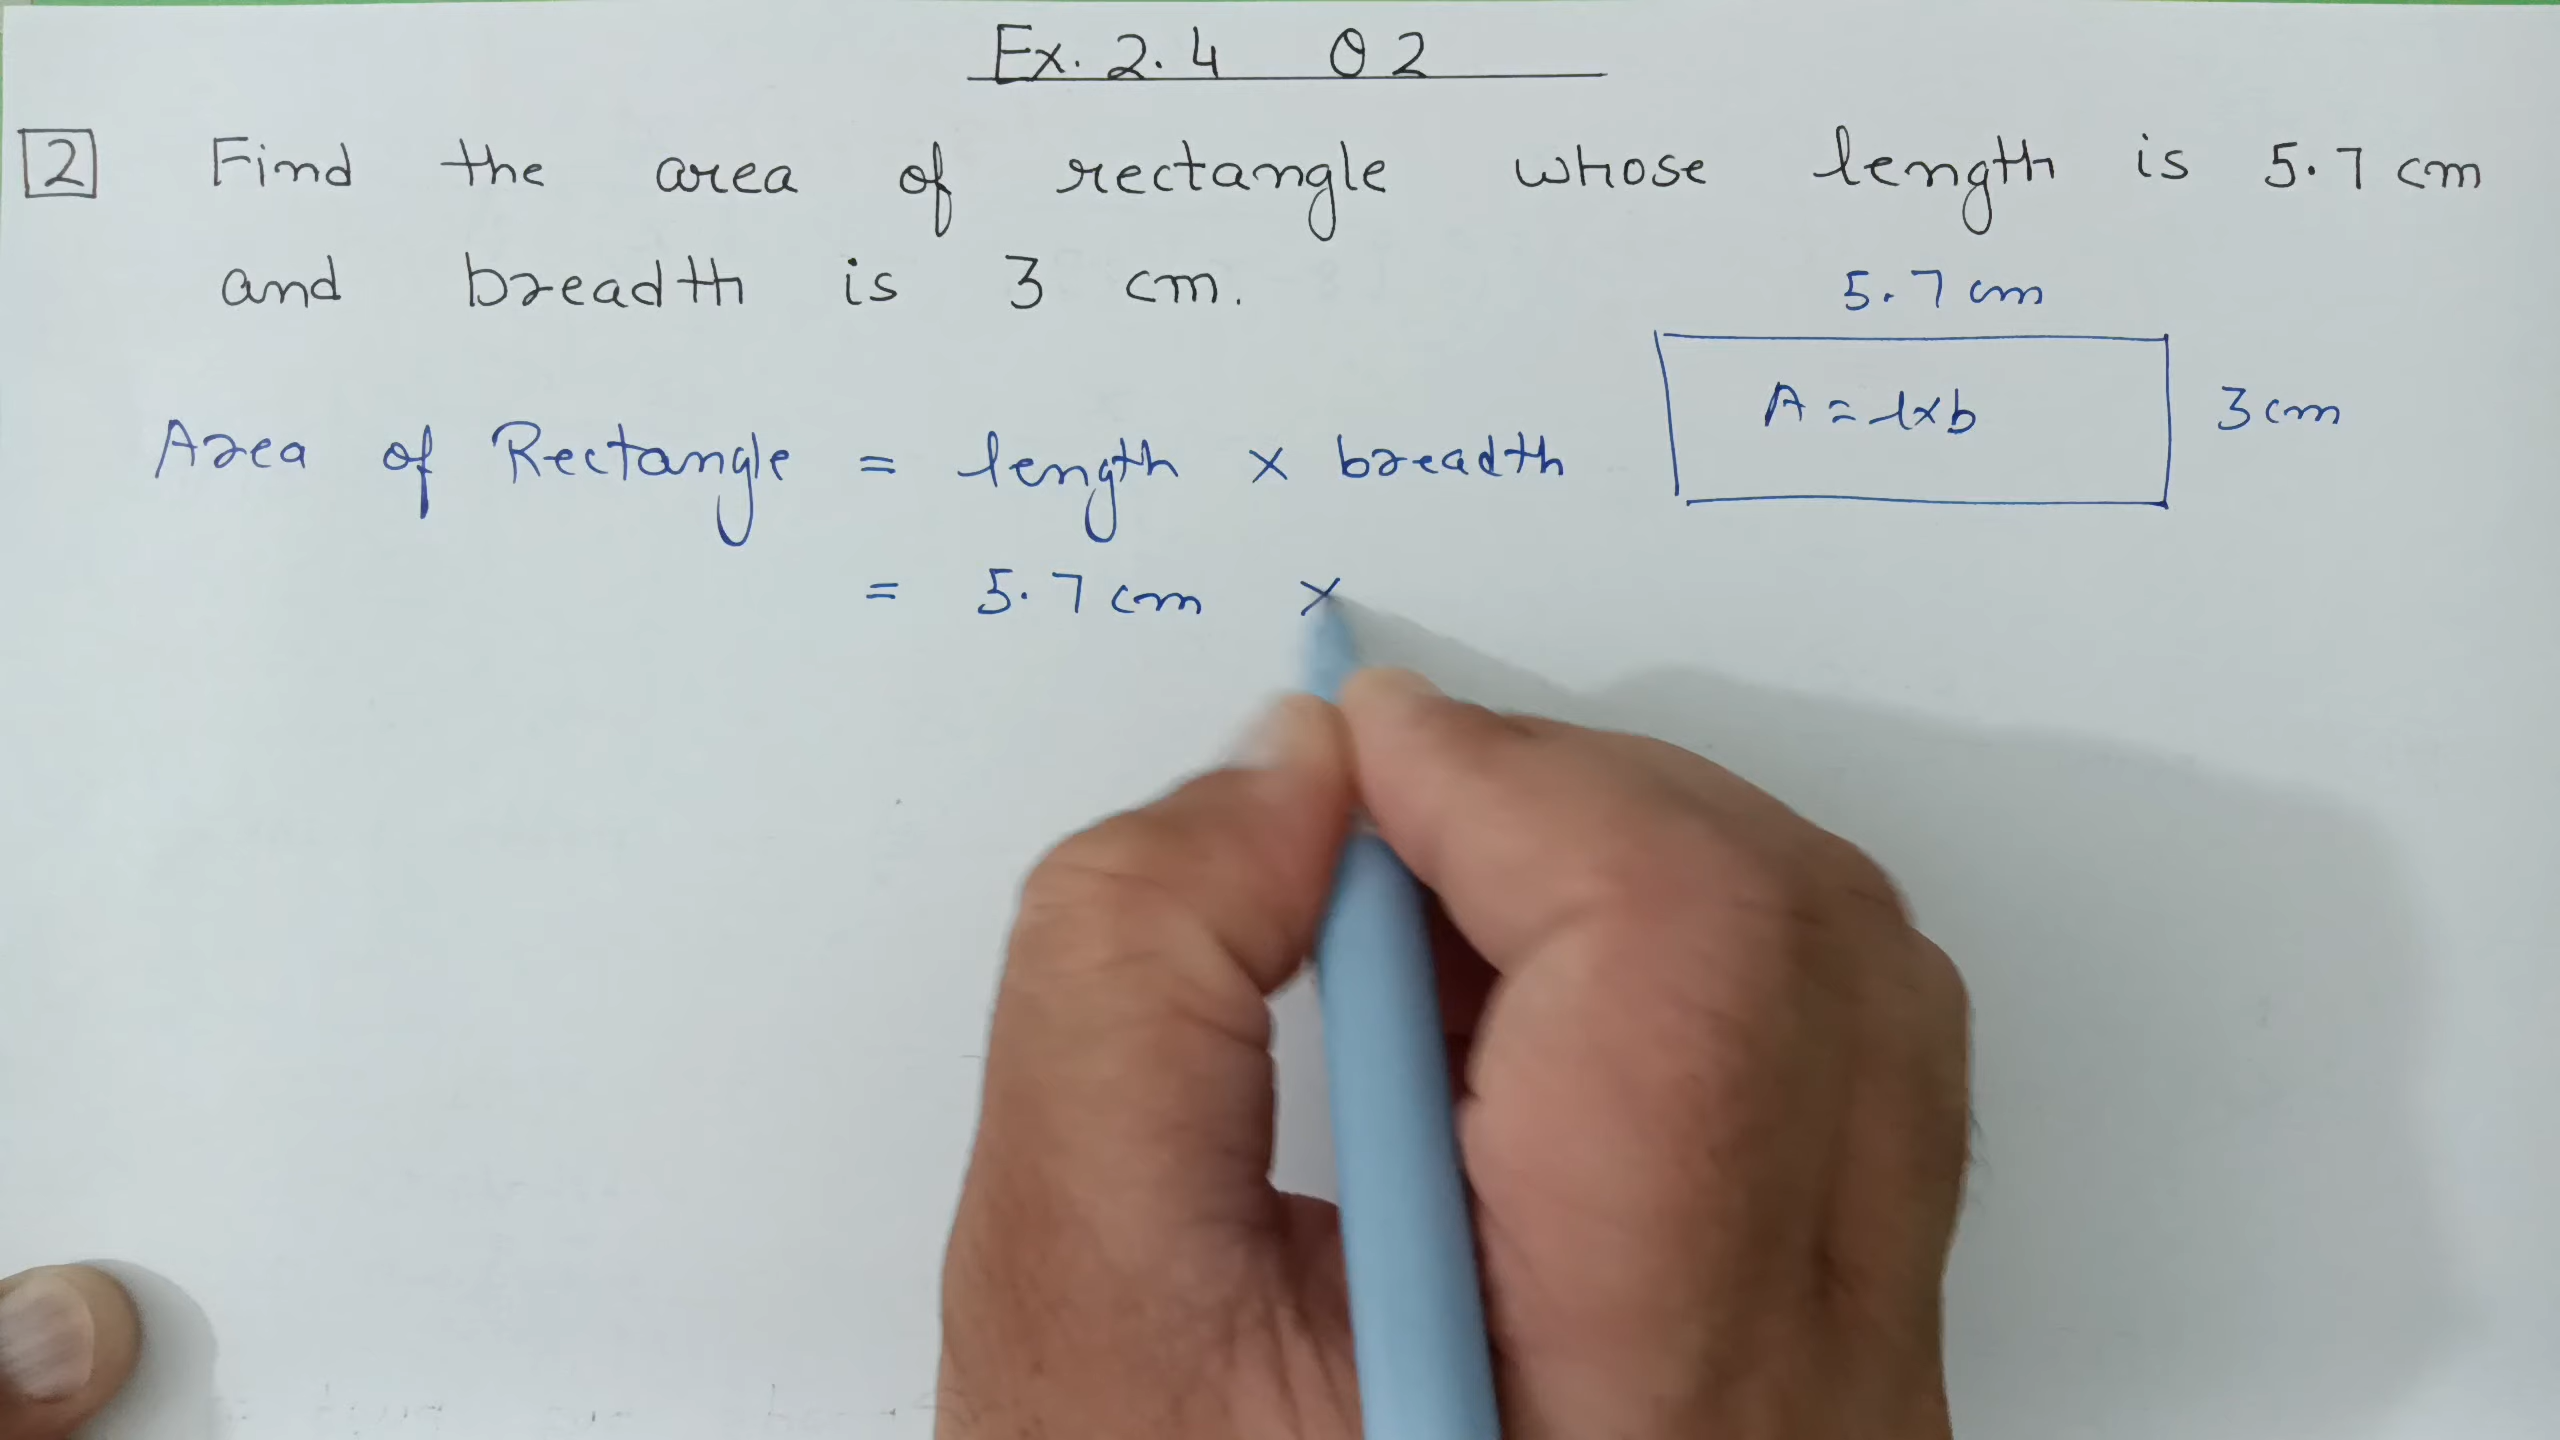 Ex. 2.4 Q2
2 Find the area of rectangle whose length is 5.7 cm
and breadth is 3 cm.
5.7 cm
A = l×b
3 cm
Area of Rectangle = length × breadth
= 5.7 cm ×